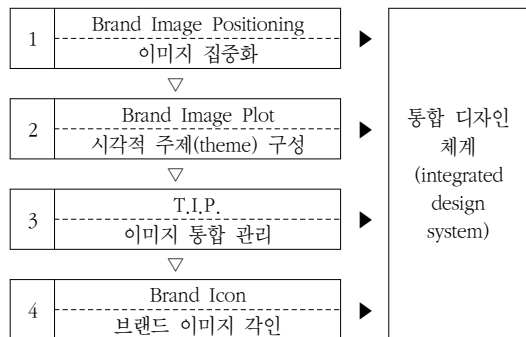 1
Brand Image Positioning
이미지 집중화
2
Brand Image Plot
시각적 주제(theme) 구성
3
T.I.P.
이미지 통합 관리
4
Brand Icon
브랜드 이미지 각인
통합 디자인
체계
(integrated
design
system)